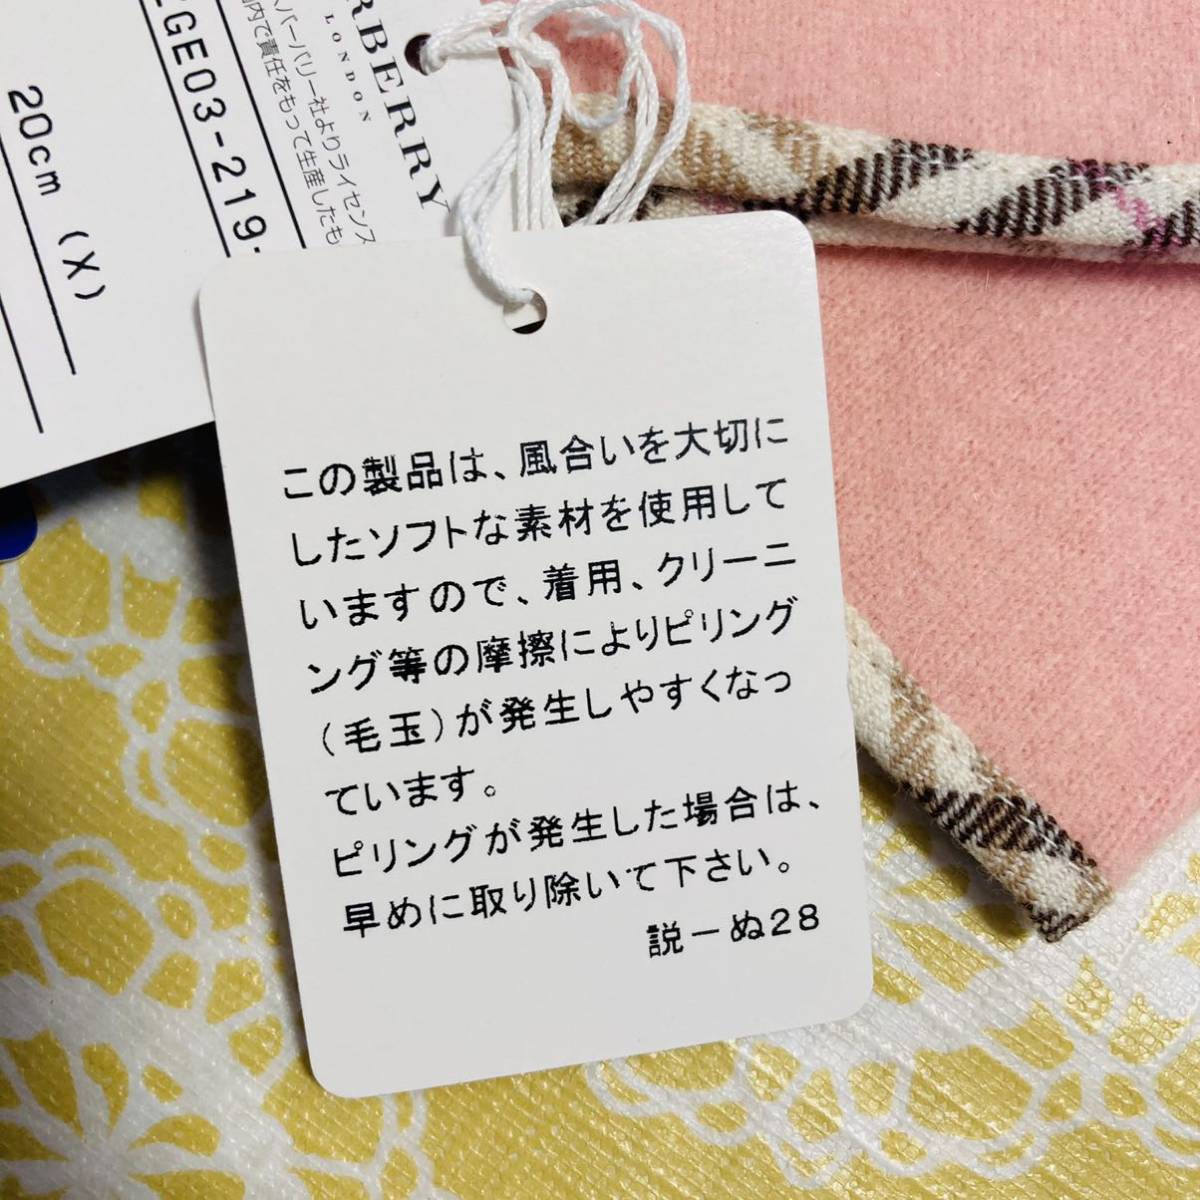 BERRY
LONDON
バーバリー社よりライセンス
内で責任をもって生産したも
GE03-219-
20cm (X)
この製品は、風合いを大切に
したソフトな素材を使用して
いますので、着用、クリーニ
ング等の摩擦によりピリング
(毛玉)が発生しやすくなっ
ています。
ピリングが発生した場合は、
早めに取り除いて下さい。
説ーぬ28